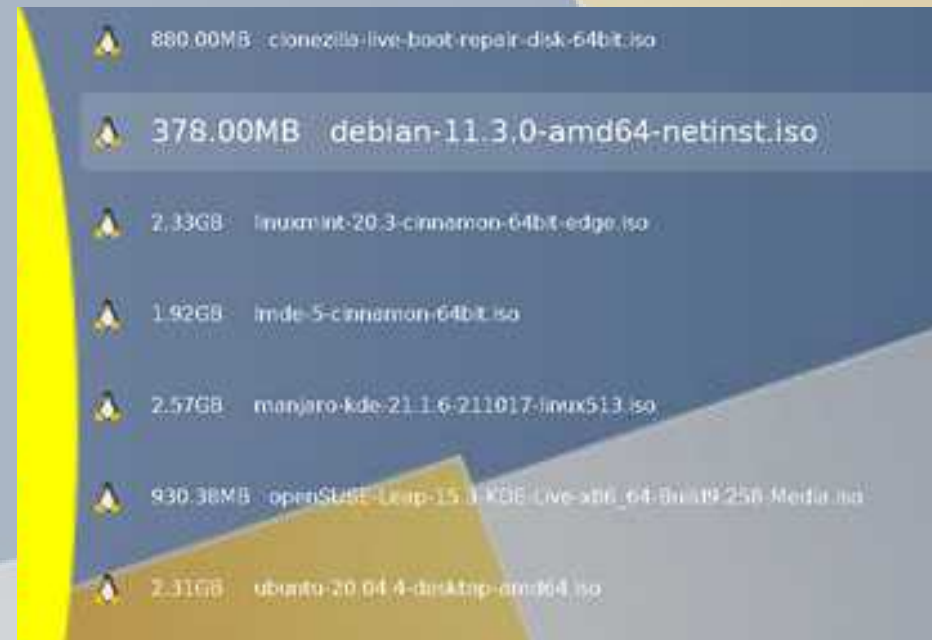 880.00MB clonezilla-live-boot-repair-disk-64bit.iso
378.00MB debian-11.3.0-amd64-netinst.iso
2.33GB linuxmint-20.3-cinnamon-64bit-edge.iso
1.92GB lmde-5-cinnamon-64bit.iso
2.57GB manjaro-kde-21.1.6-211017-linux513.iso
930.38MB openSUSE-Leap-15.3-KDE-Live-x86_64-Build9.258-Media.iso
2.31GB ubuntu-20.04.4-desktop-amd64.iso